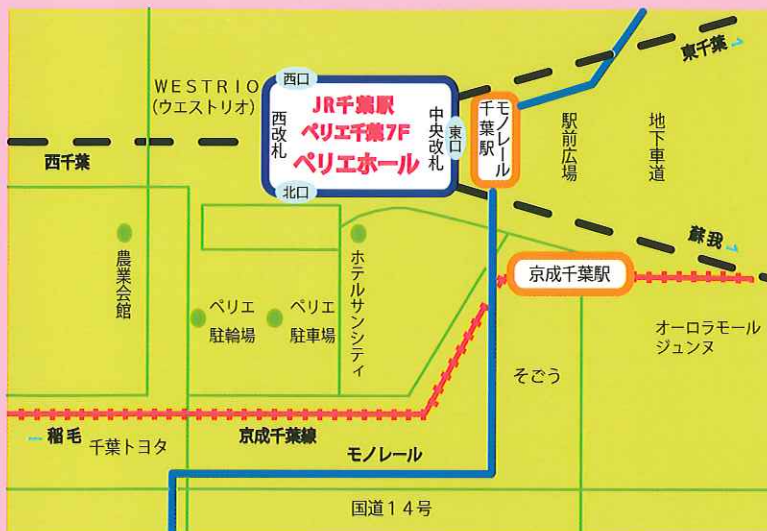 東千葉
WESTRIO
(ウエストリオ)
西口
JR千葉駅
ペリエ千葉7F
ペリエホール
西改札
中央改札
東口
北口
モノレール
千葉駅
駅前広場
地下車道
西千葉
蘇我
京成千葉駅
農業会館
ペリエ
駐輪場
ペリエ
駐車場
ホテルサンシティ
オーロラモール
ジュンヌ
そごう
稲毛
千葉トヨタ
京成千葉線
モノレール
国道14号